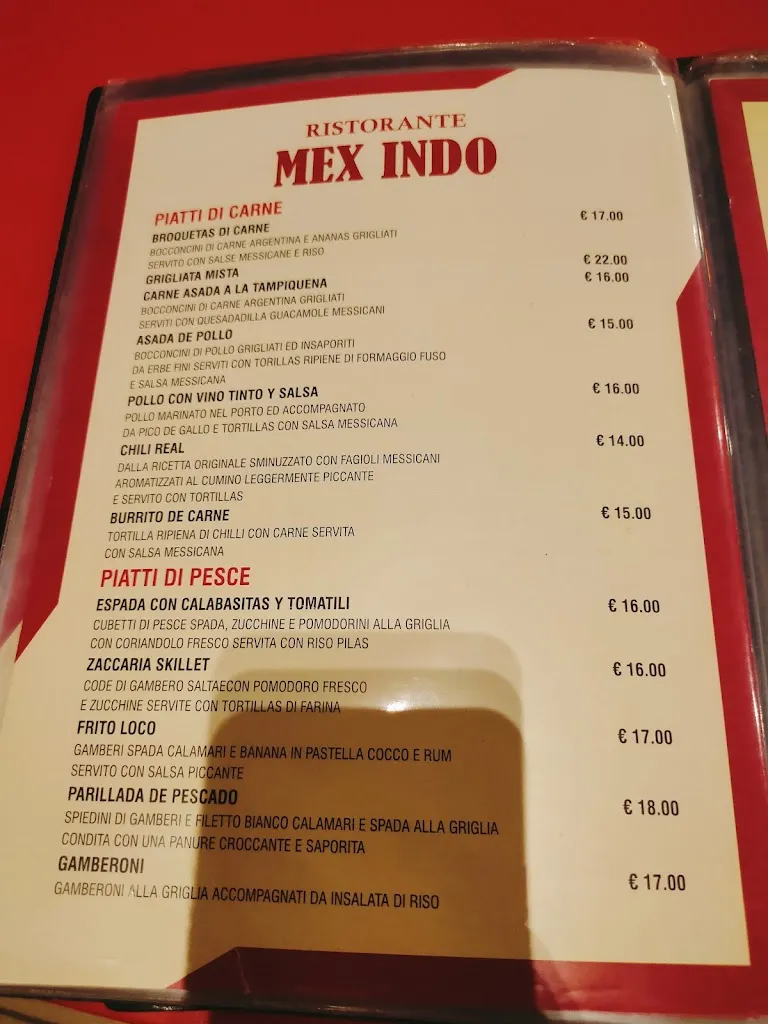 RISTORANTE
MEX INDO
PIATTI DI CARNE
BROQUETAS DI CARNE € 17.00
BOCCONCINI DI CARNE ARGENTINA E ANANAS GRIGLIATI
SERVITO CON SALSE MESSICANE E RISO
GRIGLIATA MISTA € 22.00
CARNE ASADA A LA TAMPIQUENA € 16.00
BOCCONCINI DI CARNE ARGENTINA GRIGLIATI
SERVITI CON QUESADADILLA GUACAMOLE MESSICANI
ASADA DE POLLO € 15.00
BOCCONCINI DI POLLO GRIGLIATI ED INSAPORITI
DA ERBE FINI SERVITI CON TORILLAS RIPIENE DI FORMAGGIO FUSO
E SALSA MESSICANA
POLLO CON VINO TINTO Y SALSA € 16.00
POLLO MARINATO NEL PORTO ED ACCOMPAGNATO
DA PICO DE GALLO E TORTILLAS CON SALSA MESSICANA
CHILI REAL € 14.00
DALLA RICETTA ORIGINALE SMINUZZATO CON FAGIOLI MESSICANI
AROMATIZZATI AL CUMINO LEGGERMENTE PICCANTE
E SERVITO CON TORTILLAS
BURRITO DE CARNE € 15.00
TORTILLA RIPIENA DI CHILLI CON CARNE SERVITA
CON SALSA MESSICANA
PIATTI DI PESCE
ESPADA CON CALABASITAS Y TOMATILI € 16.00
CUBETTI DI PESCE SPADA, ZUCCHINE E POMODORINI ALLA GRIGLIA
CON CORIANDOLO FRESCO SERVITA CON RISO PILAS
ZACCARIA SKILLET € 16.00
CODE DI GAMBERO SALTAECON POMODORO FRESCO
E ZUCCHINE SERVITE CON TORTILLAS DI FARINA
FRITO LOCO € 17.00
GAMBERI SPADA CALAMARI E BANANA IN PASTELLA COCCO E RUM
SERVITO CON SALSA PICCANTE
PARILLADA DE PESCADO € 18.00
SPIEDINI DI GAMBERI E FILETTO BIANCO CALAMARI E SPADA ALLA GRIGLIA
CONDITA CON UNA PANURE CROCCANTE E SAPORITA
GAMBERONI € 17.00
GAMBERONI ALLA GRIGLIA ACCOMPAGNATI DA INSALATA DI RISO